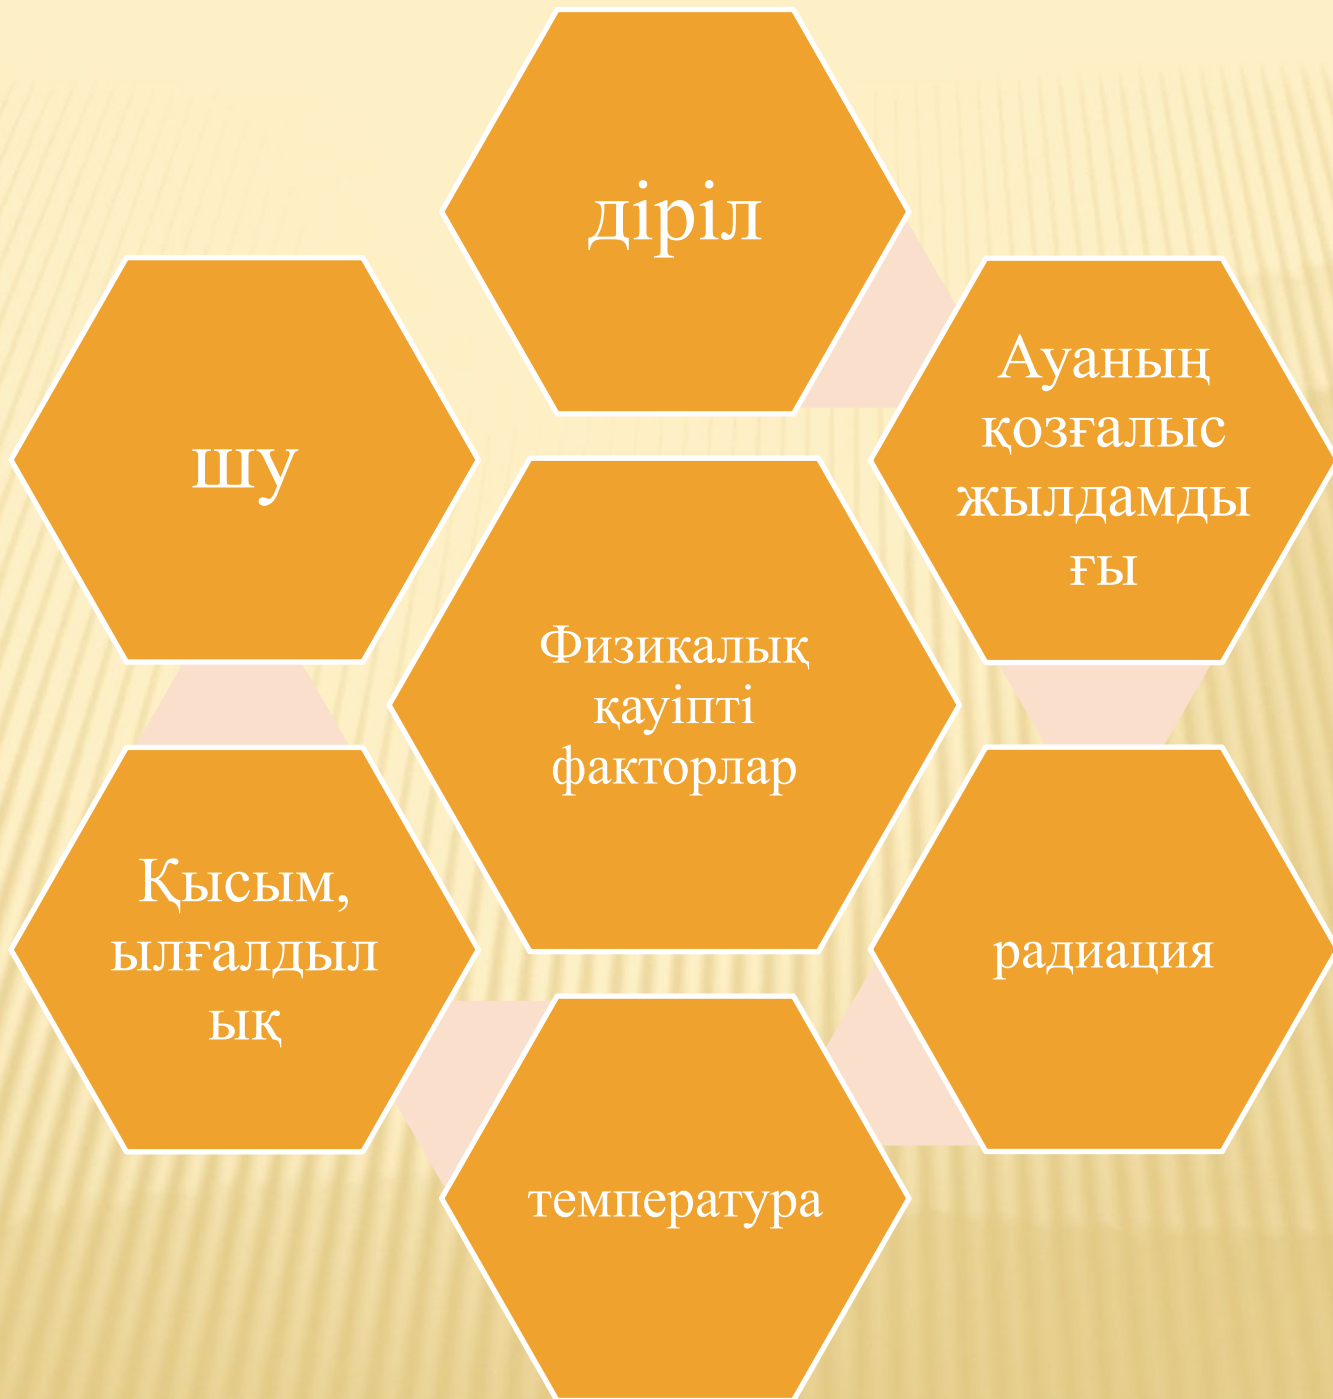 діріл
Ауаның
қозғалыс
жылдамды
ғы
шу
Физикалық
қауіпті
факторлар
Қысым,
ылғалдыл
ық
радиация
температура